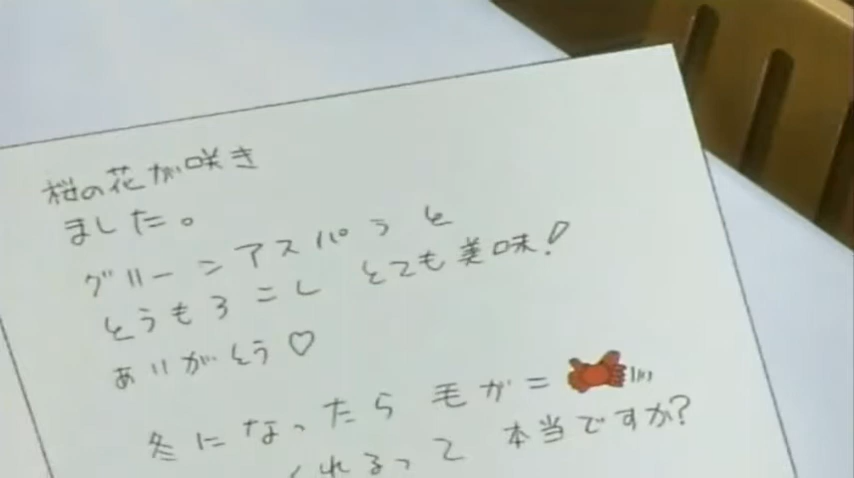 桜の花が咲き
ました。
グリーンアスパラと
とうもろこし とても美味!
ありがとう♡
冬になったら 毛ガニ
くれるって 本当ですか?